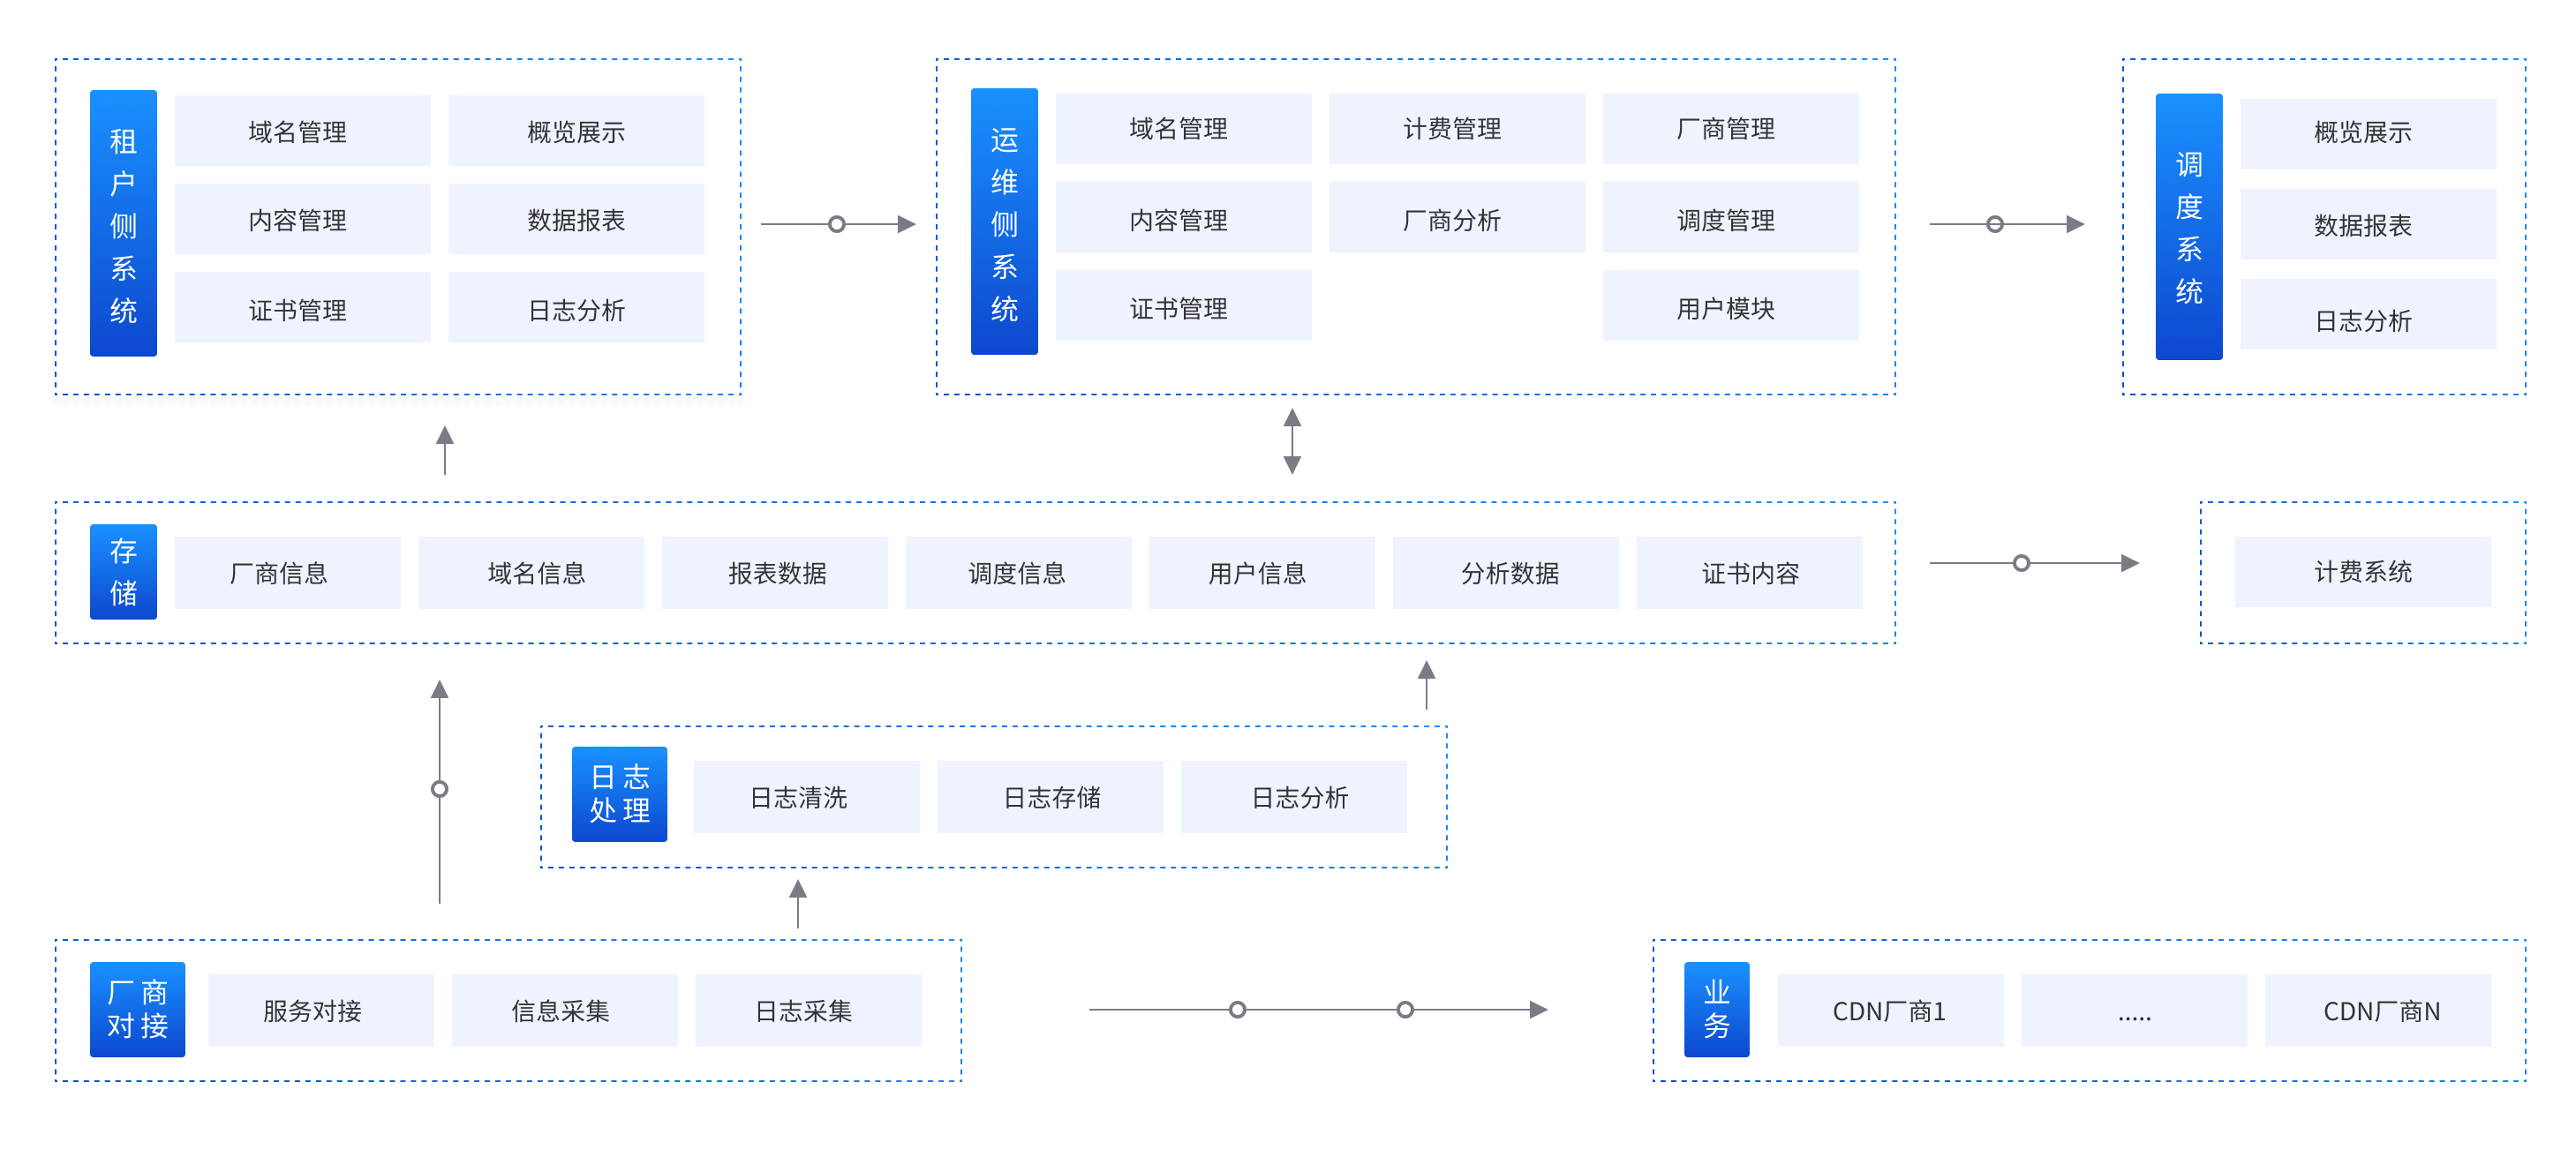 租户侧系统
域名管理
概览展示
内容管理
数据报表
证书管理
日志分析
运维侧系统
域名管理
计费管理
厂商管理
内容管理
厂商分析
调度管理
证书管理
用户模块
调度系统
概览展示
数据报表
日志分析
存储
厂商信息
域名信息
报表数据
调度信息
用户信息
分析数据
证书内容
计费系统
日志
处理
日志清洗
日志存储
日志分析
厂商
对接
服务对接
信息采集
日志采集
业务
CDN厂商1
.....
CDN厂商N